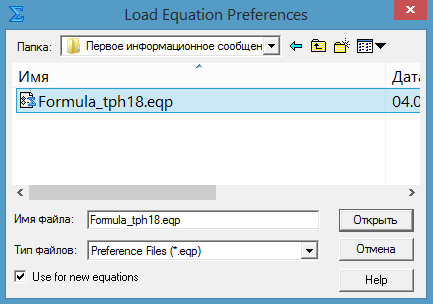 Load Equation Preferences
Папка: Первое информационное сообщен
Имя Дата
Formula_tph18.eqp 04.0
Имя файла: Formula_tph18.eqp Открыть
Тип файлов: Preference Files (*.eqp) Отмена
Use for new equations Help